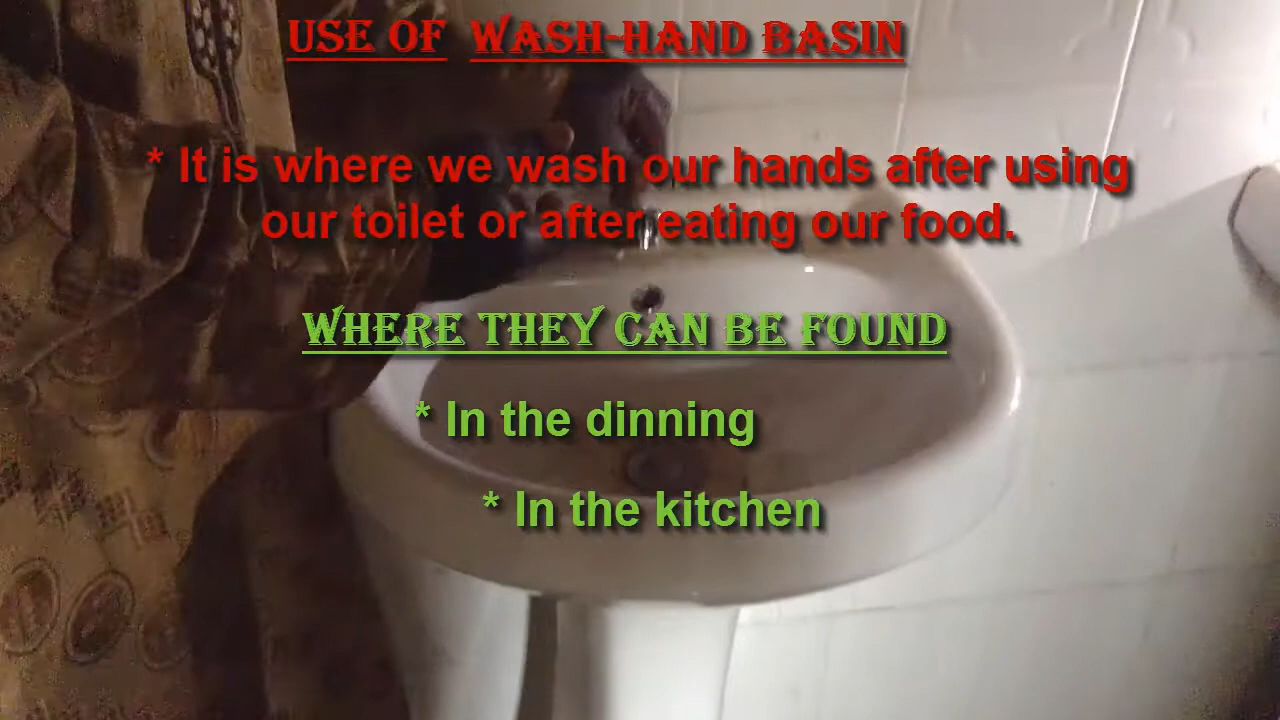 USE OF WASH-HAND BASIN
* It is where we wash our hands after using
our toilet or after eating our food.
WHERE THEY CAN BE FOUND
* In the dinning
* In the kitchen